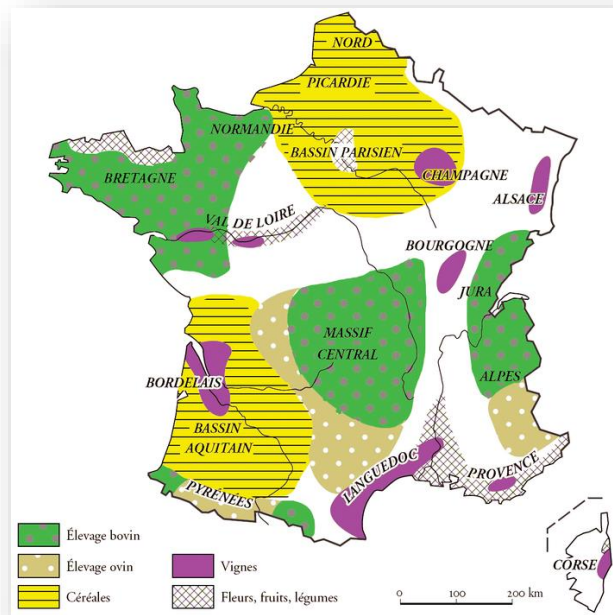 NORD
PICARDIE
NORMANDIE
BASSIN PARISIEN
CHAMPAGNE
BRETAGNE
ALSACE
VAL DE LOIRE
BOURGOGNE
JURA
MASSIF
CENTRAL
ALPES
BORDELAIS
BASSIN
AQUITAIN
LANGUEDOC
PROVENCE
PYRÉNÉES
CORSE
Élevage bovin
Élevage ovin
Céréales
Vignes
Fleurs, fruits, légumes
0 100 200 km